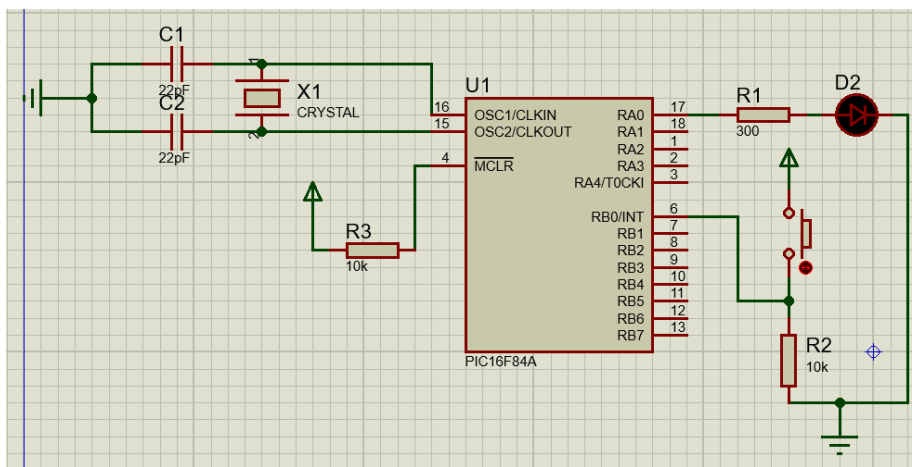 C1
22pF
C2
22pF
1
X1
CRYSTAL
2
U1
16
OSC1/CLKIN
15
OSC2/CLKOUT
4
MCLR
RA0
17
RA1
18
RA2
1
RA3
2
RA4/T0CKI
3
RB0/INT
6
RB1
7
RB2
8
RB3
9
RB4
10
RB5
11
RB6
12
RB7
13
PIC16F84A
R3
10k
R1
300
D2
R2
10k